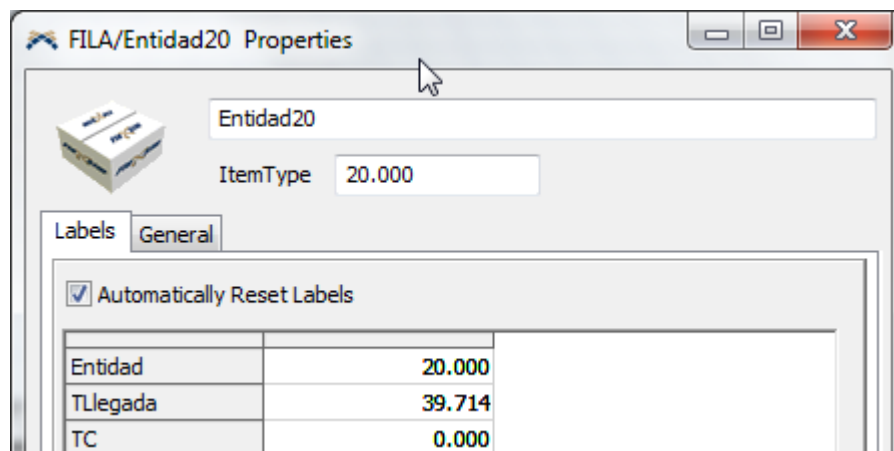 FILA/Entidad20 Properties
Entidad20
ItemType 20.000
Labels General
Automatically Reset Labels
Entidad 20.000
TLlegada 39.714
TC 0.000